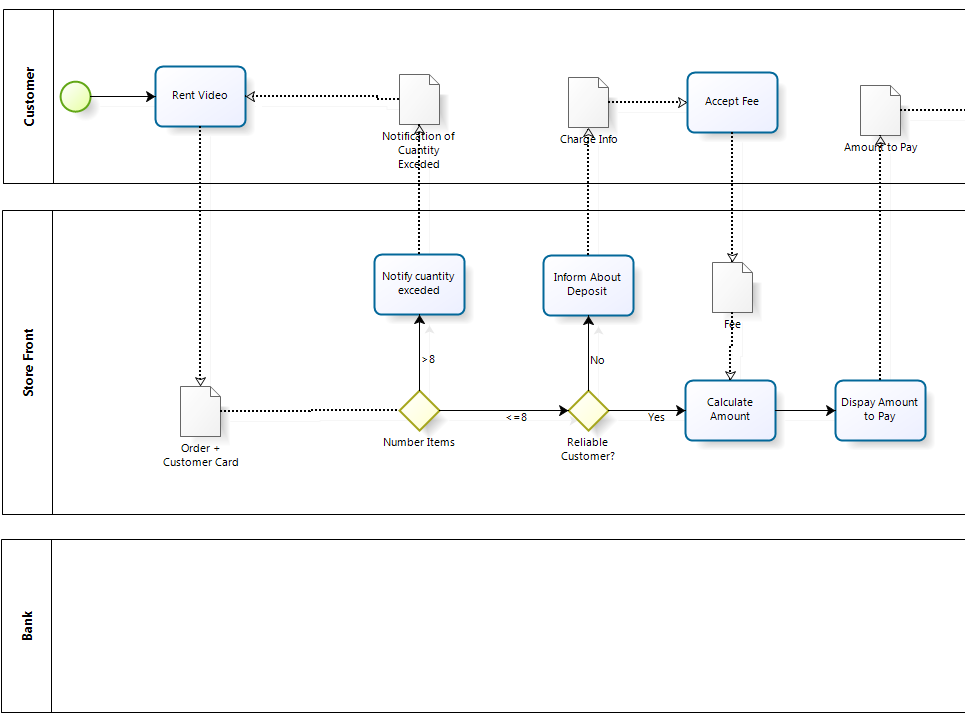 Customer
Rent Video
Notification of
Cuantity
Exceded
Charge Info
Accept Fee
Amount to Pay
Store Front
Notify cuantity
exceded
Inform About
Deposit
Fee
>8
No
Order +
Customer Card
Number Items
<=8
Reliable
Customer?
Yes
Calculate
Amount
Dispay Amount
to Pay
Bank